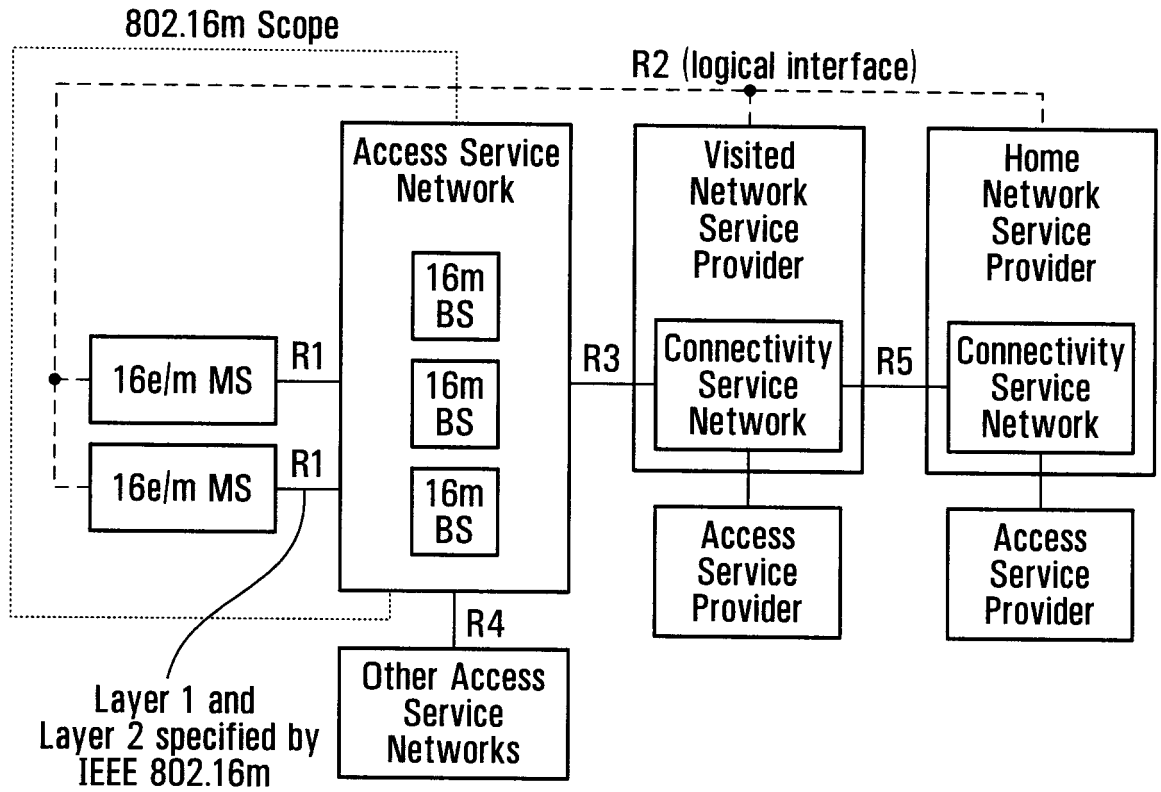 802.16m Scope
R2 (logical interface)
Access Service
Network
16m
BS
16m
BS
16m
BS
Visited
Network
Service
Provider
Home
Network
Service
Provider
16e/m MS
R1
16e/m MS
R1
R3
Connectivity
Service
Network
R5
Connectivity
Service
Network
Access
Service
Provider
Access
Service
Provider
R4
Other Access
Service
Networks
Layer 1 and
Layer 2 specified by
IEEE 802.16m